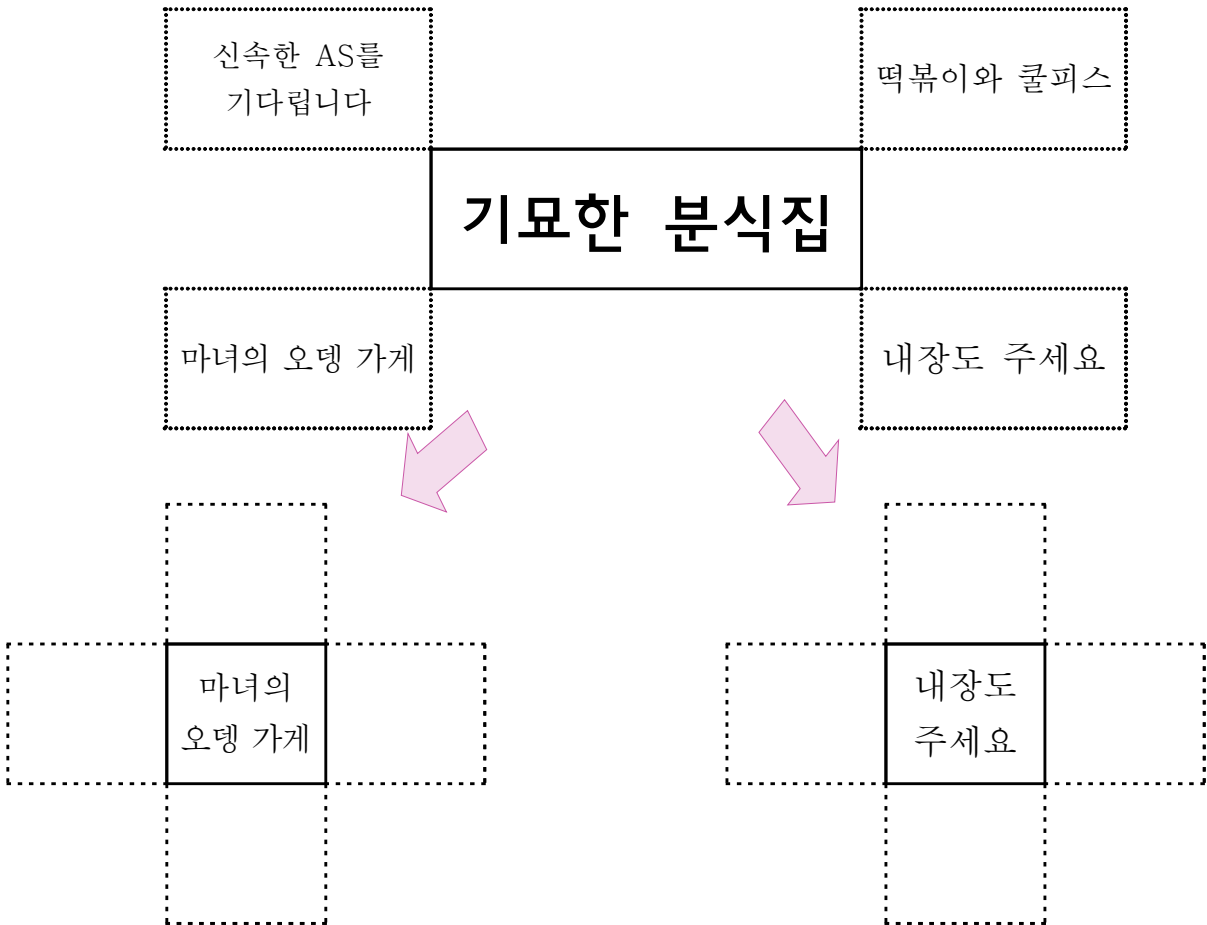 신속한 AS를
기다립니다
떡볶이와 쿨피스
기묘한 분식집
마녀의 오뎅 가게
내장도 주세요
마녀의
오뎅 가게
내장도
주세요